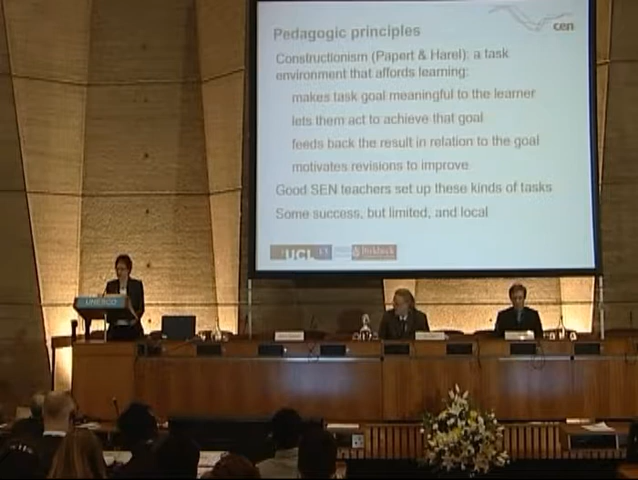 cen
Pedagogic principles
Constructionism (Papert & Harel): a task
environment that affords learning:
makes task goal meaningful to the learner
lets them act to achieve that goal
feeds back the result in relation to the goal
motivates revisions to improve
Good SEN teachers set up these kinds of tasks
Some success, but limited, and local
UCL
Birkbeck
UNESCO